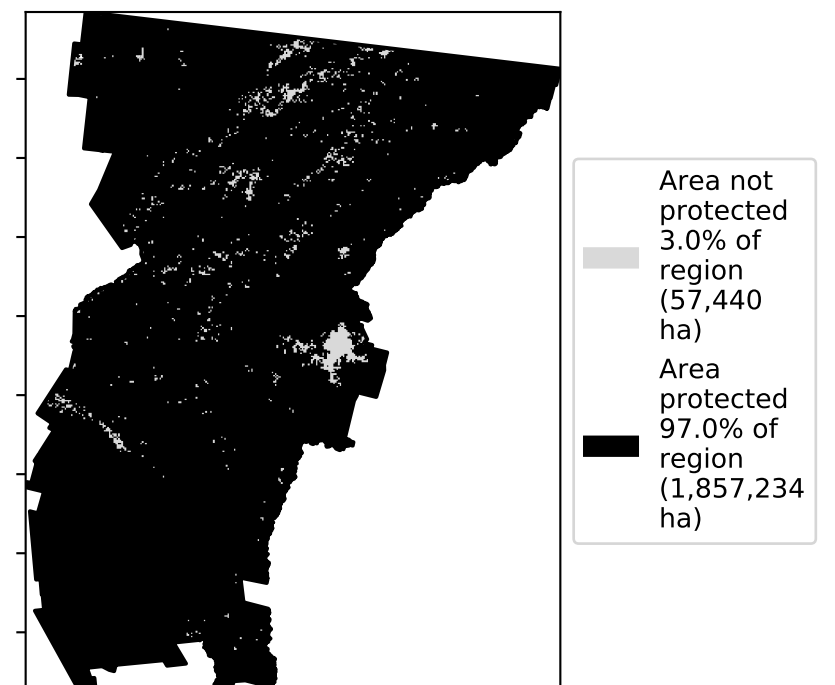 Area not
protected
3.0% of
region
(57,440
ha)
Area
protected
97.0% of
region
(1,857,234
ha)